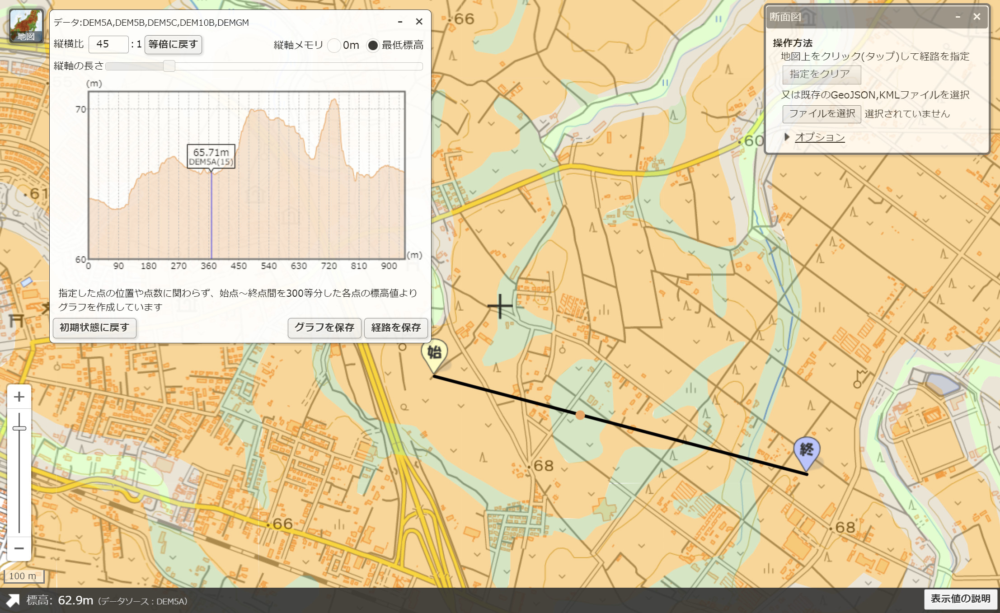 地図
データ:DEM5A,DEM5B,DEM5C,DEM10B,DEMGM
縦横比 45 : 1 等倍に戻す 縦軸メモリ 0m 最低標高
縦軸の長さ
(m)
70
65.71m
DEM5A(15)
60
(m)
0 90 180 270 360 450 540 630 720 810 900
指定した点の位置や点数に関わらず、始点～終点間を300等分した各点の標高値より
グラフを作成しています
初期状態に戻す グラフを保存 経路を保存
断面図
操作方法
地図上をクリック(タップ)して経路を指定
指定をクリア
又は既存のGeoJSON,KMLファイルを選択
ファイルを選択 選択されていません
オプション
66
60
61
始
終
68
66
68
100 m
標高: 62.9m (データソース : DEM5A)
表示値の説明